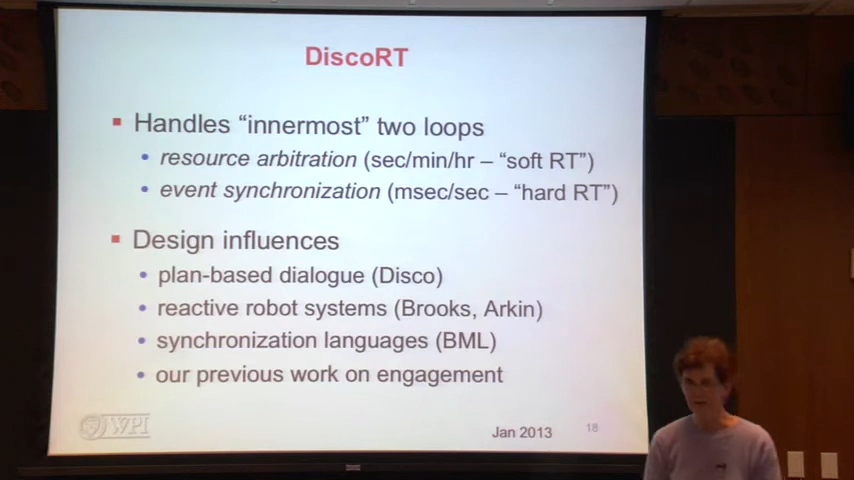 DiscoRT
Handles “innermost” two loops
resource arbitration (sec/min/hr – “soft RT”)
event synchronization (msec/sec – “hard RT”)
Design influences
plan-based dialogue (Disco)
reactive robot systems (Brooks, Arkin)
synchronization languages (BML)
our previous work on engagement
WPI
Jan 2013
18